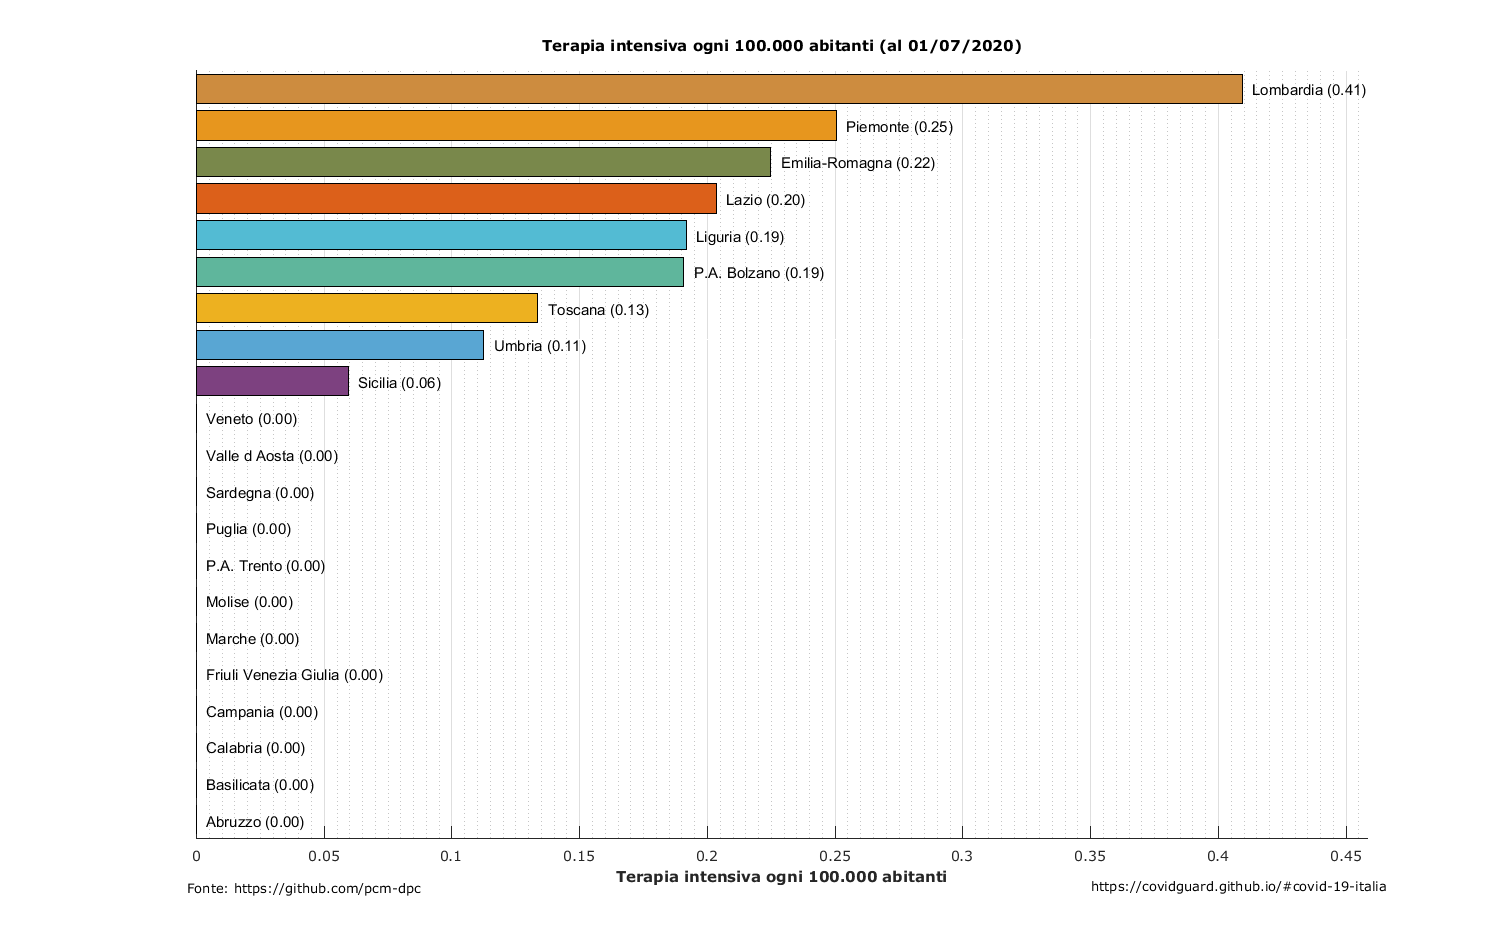 Terapia intensiva ogni 100.000 abitanti (al 01/07/2020)
Lombardia (0.41)
Piemonte (0.25)
Emilia-Romagna (0.22)
Lazio (0.20)
Liguria (0.19)
P.A. Bolzano (0.19)
Toscana (0.13)
Umbria (0.11)
Sicilia (0.06)
Veneto (0.00)
Valle d Aosta (0.00)
Sardegna (0.00)
Puglia (0.00)
P.A. Trento (0.00)
Molise (0.00)
Marche (0.00)
Friuli Venezia Giulia (0.00)
Campania (0.00)
Calabria (0.00)
Basilicata (0.00)
Abruzzo (0.00)
0 0.05 0.1 0.15 0.2 0.25 0.3 0.35 0.4 0.45
Terapia intensiva ogni 100.000 abitanti
Fonte: https://github.com/pcm-dpc
https://covidguard.github.io/#covid-19-italia